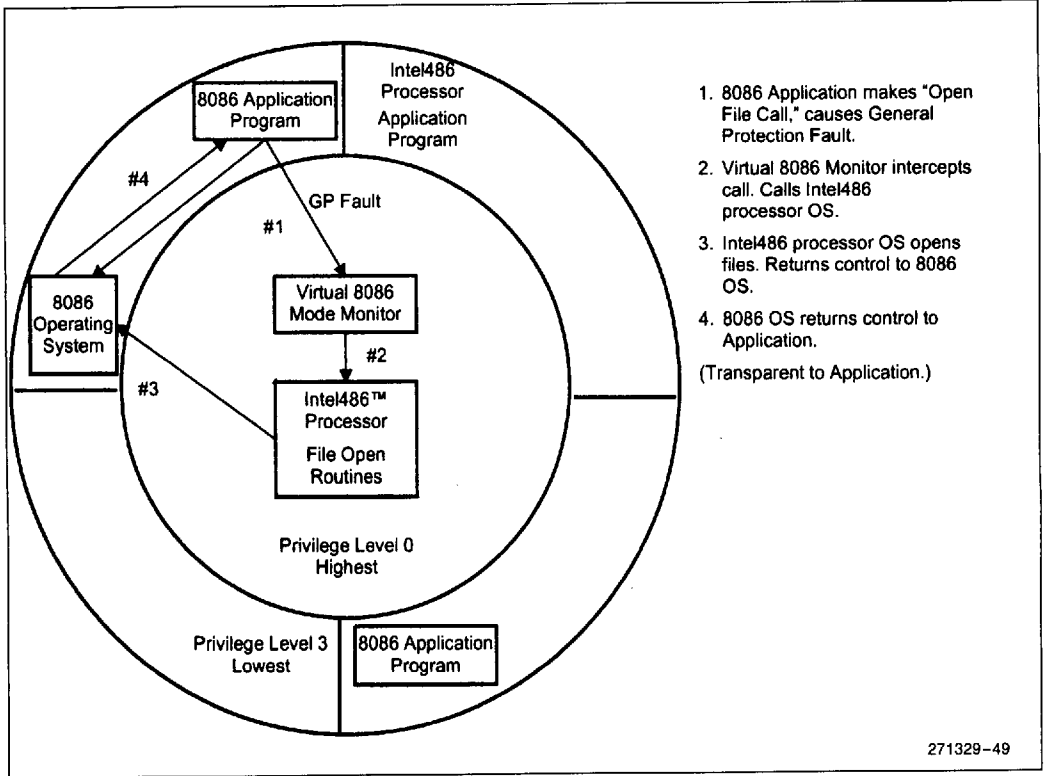 8086 Application
Program
Intel486
Processor
Application
Program
#4
GP Fault
#1
8086
Operating
System
Virtual 8086
Mode Monitor
#2
#3
Intel486™
Processor
File Open
Routines
Privilege Level 0
Highest
Privilege Level 3
Lowest
8086 Application
Program
1. 8086 Application makes "Open
File Call," causes General
Protection Fault.
2. Virtual 8086 Monitor intercepts
call. Calls Intel486
processor OS.
3. Intel486 processor OS opens
files. Returns control to 8086
OS.
4. 8086 OS returns control to
Application.
(Transparent to Application.)
271329-49